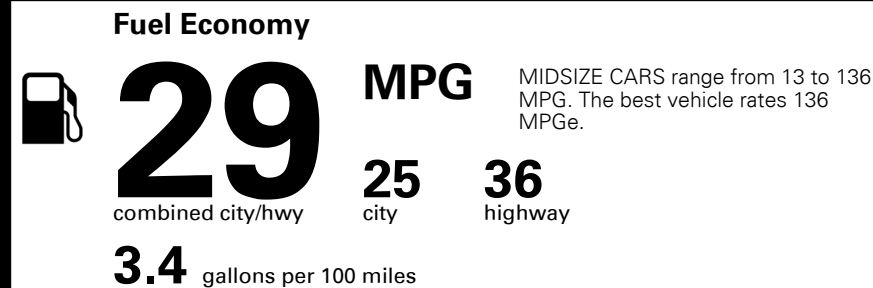 Fuel Economy
29 MPG
MIDSIZE CARS range from 13 to 136
MPG. The best vehicle rates 136
MPGe.
combined city/hwy
25
city
36
highway
3.4 gallons per 100 miles